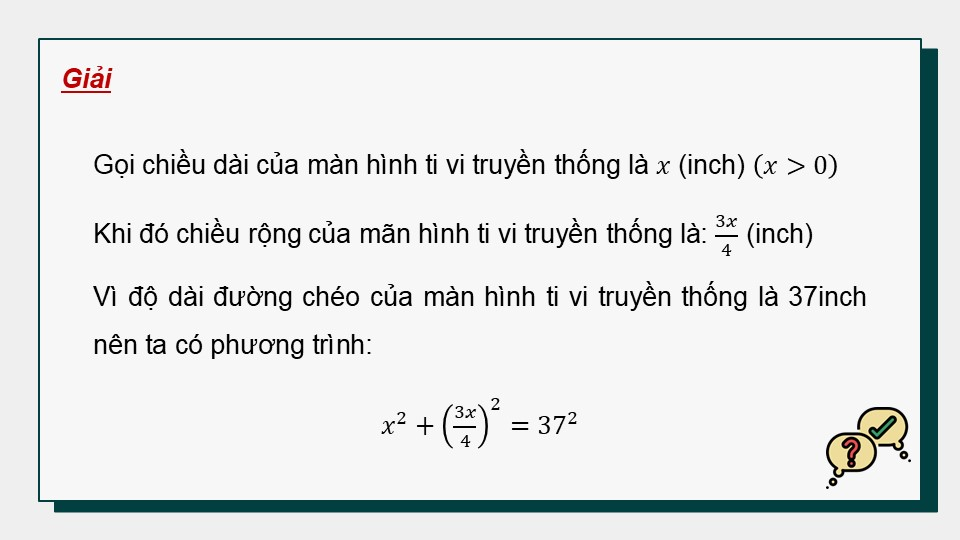 Giải
Gọi chiều dài của màn hình ti vi truyền thống là 𝑥 (inch) (𝑥 > 0)
Khi đó chiều rộng của mãn hình ti vi truyền thống là: 3𝑥/4 (inch)
Vì độ dài đường chéo của màn hình ti vi truyền thống là 37inch
nên ta có phương trình:
𝑥² + (3𝑥/4)² = 37²